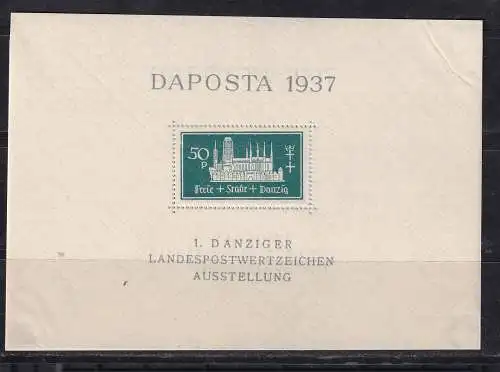 DAPOSTA 1937
50
P
Freie + Stadt + Danzig
1. DANZIGER
LANDESPOSTWERTZEICHEN
AUSSTELLUNG